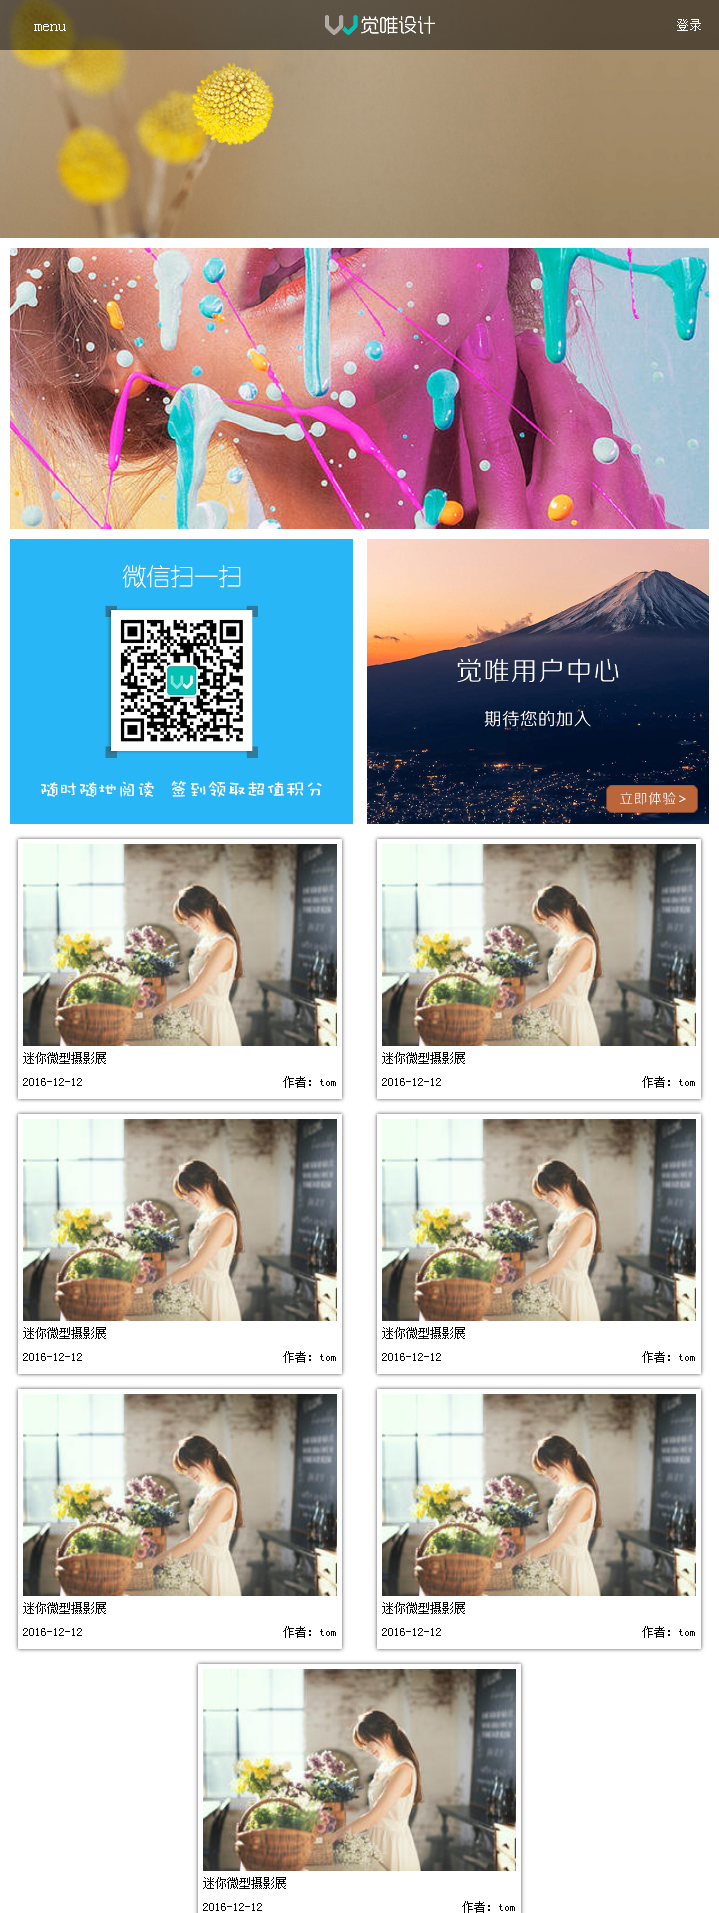 menu
觉唯设计
登录
微信扫一扫
随时随地阅读 签到领取超值积分
觉唯用户中心
期待您的加入
立即体验>
迷你微型摄影展
2016-12-12 作者: tom
迷你微型摄影展
2016-12-12 作者: tom
迷你微型摄影展
2016-12-12 作者: tom
迷你微型摄影展
2016-12-12 作者: tom
迷你微型摄影展
2016-12-12 作者: tom
迷你微型摄影展
2016-12-12 作者: tom
迷你微型摄影展
2016-12-12 作者: tom